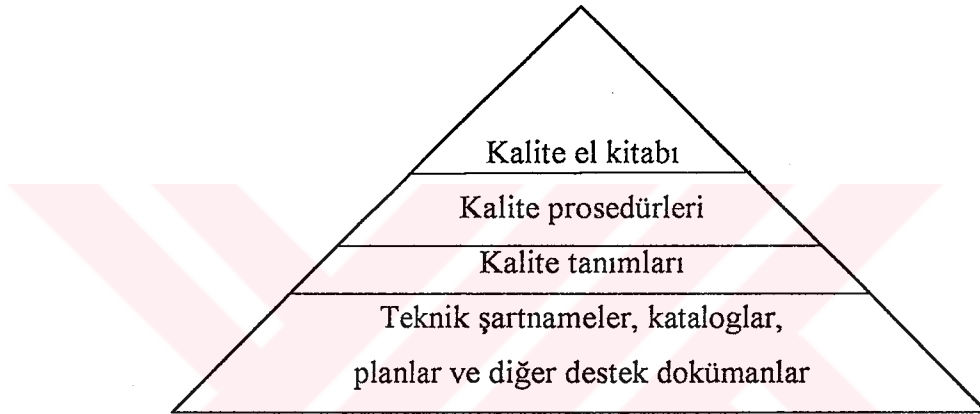 Kalite el kitabı
Kalite prosedürleri
Kalite tanımları
Teknik şartnameler, kataloglar,
planlar ve diğer destek dokümanlar